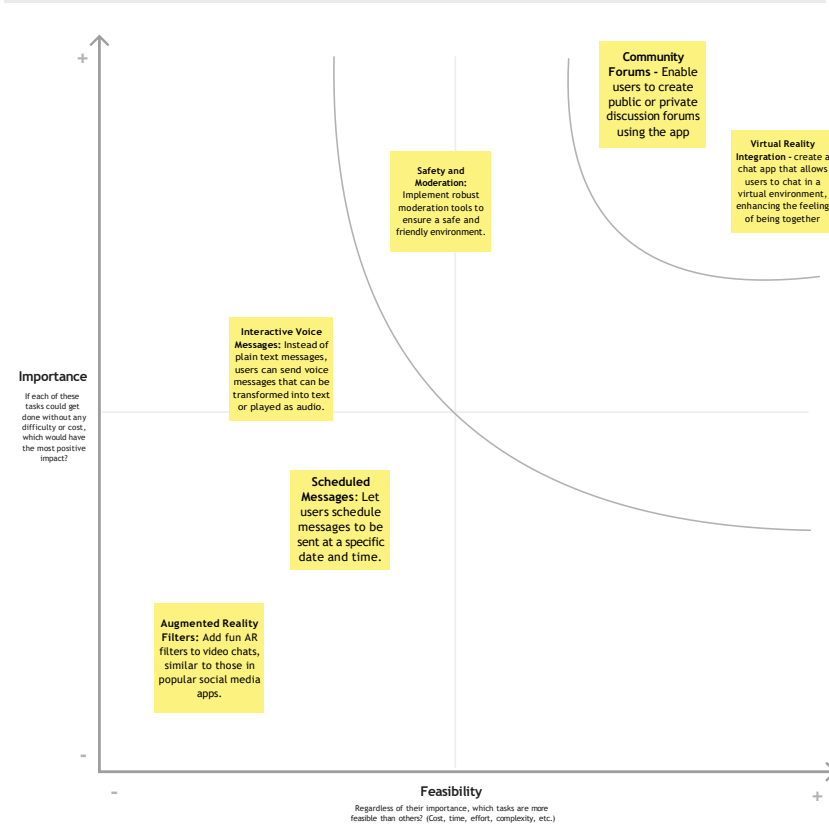 +
Community
Forums - Enable
users to create
public or private
discussion forums
using the app
Virtual Reality
Integration - create a
chat app that allows
users to chat in a
virtual environment,
enhancing the feeling
of being together
Safety and
Moderation:
Implement robust
moderation tools to
ensure a safe and
friendly environment.
Interactive Voice
Messages: Instead of
plain text messages,
users can send voice
messages that can be
transformed into text
or played as audio.
Importance
If each of these
tasks could get
done without any
difficulty or cost,
which would have
the most positive
impact?
Scheduled
Messages: Let
users schedule
messages to be
sent at a specific
date and time.
Augmented Reality
Filters: Add fun AR
filters to video chats,
similar to those in
popular social media
apps.
-
-
Feasibility
+
Regardless of their importance, which tasks are more
feasible than others? (Cost, time, effort, complexity, etc.)